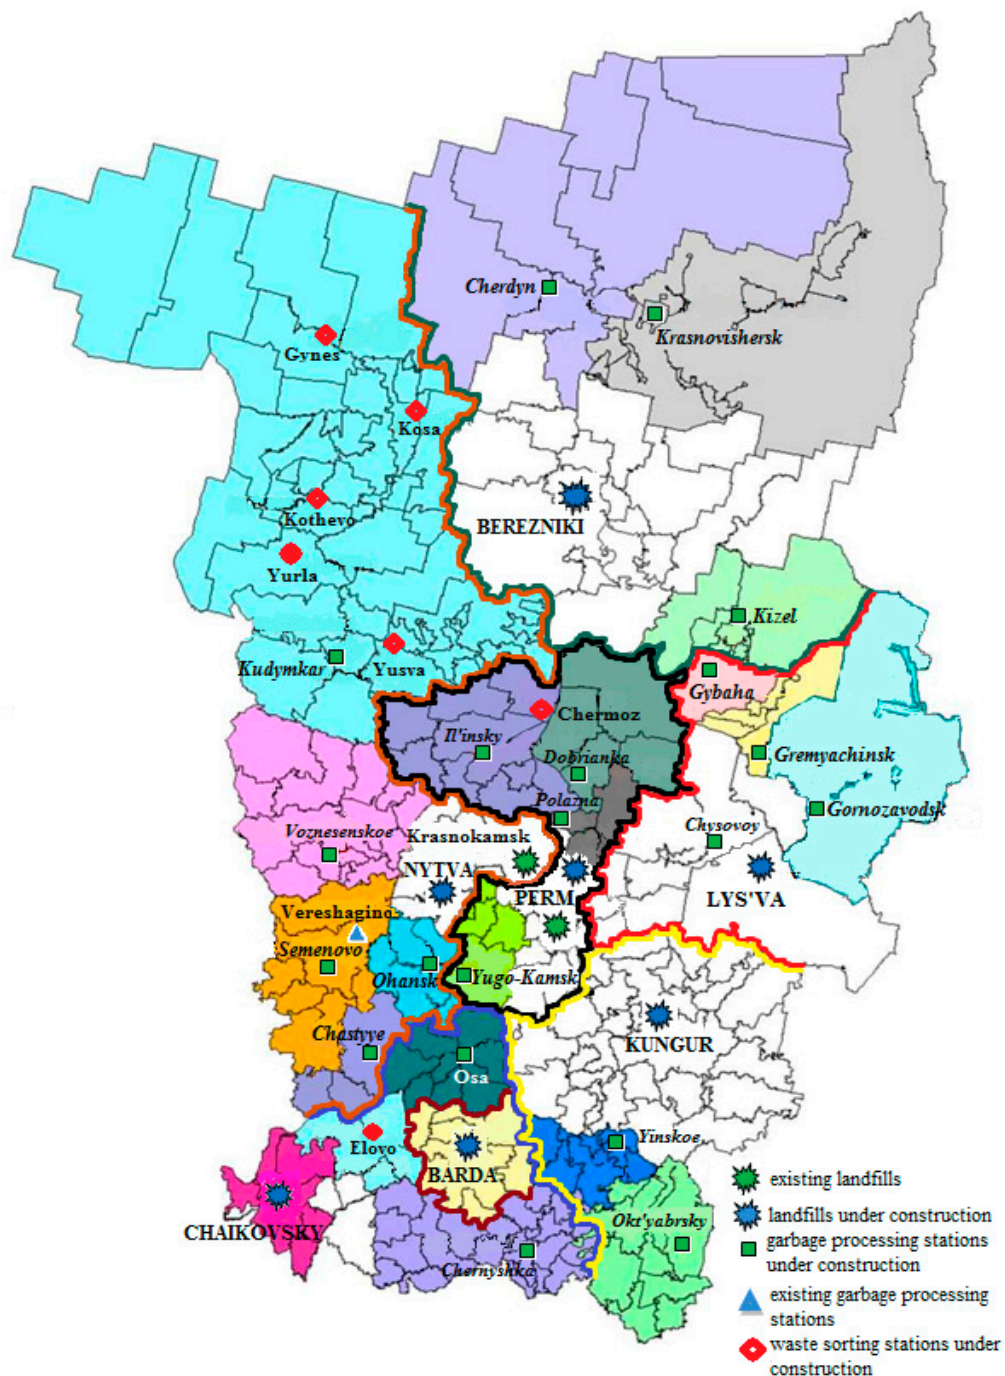 Cherdyn
Krasnovishersk
Gynes
Kosa
Kothevo
BEREZNIKI
Yurla
Kizel
Kudymkar
Yusva
Gybaha
Chermoz
Il'insky
Dobrianka
Gremyachinsk
Polazna
Gornozavodsk
Voznesenskoe
Krasnokamsk
Chysovoy
NYTVA
PERM
LYS'VA
Vereshagino
Semenovo
Ohansk
Yugo-Kamsk
Chastyye
KUNGUR
Osa
Yinskoe
Elovo
BARDA
CHAIKOVSKY
Okt'yabrsky
Chernyshka
existing landfills
landfills under construction
garbage processing stations
under construction
existing garbage processing
stations
waste sorting stations under
construction